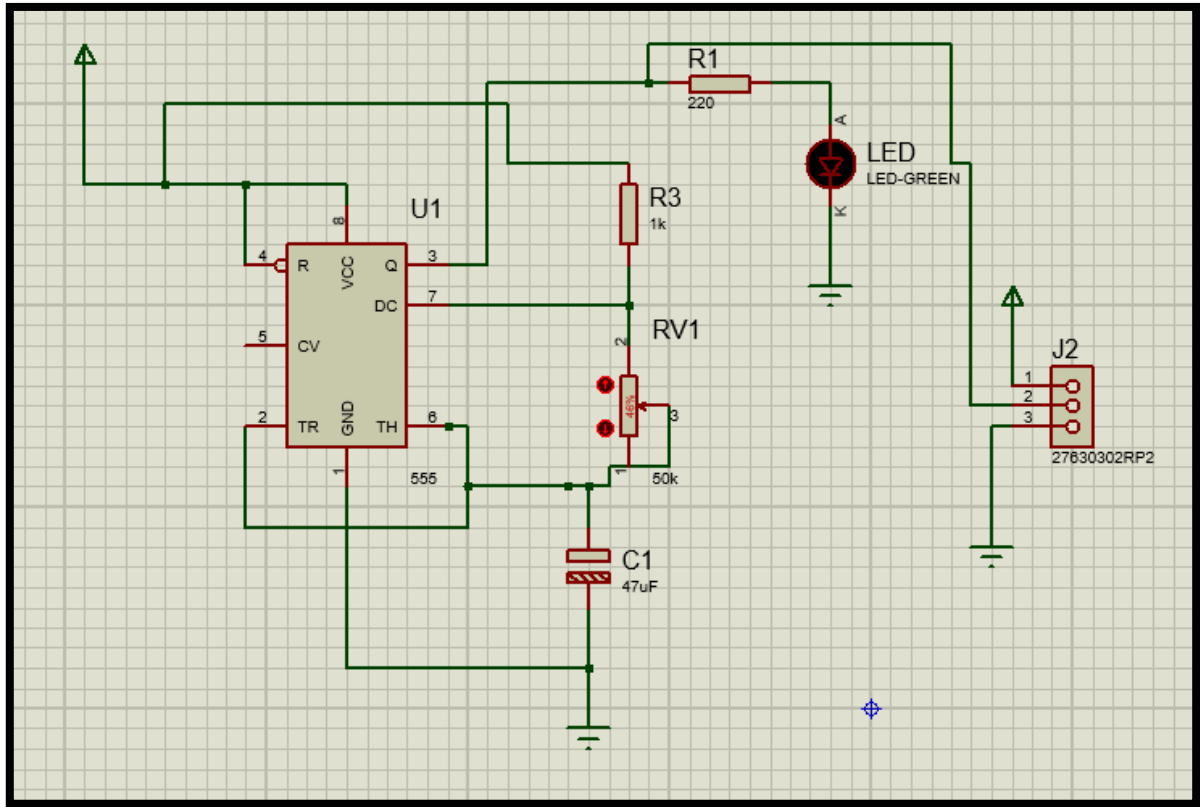 R1
220
A
LED
LED-GREEN
K
R3
1k
U1
8
4
R
VCC
Q
3
DC
7
RV1
2
5
CV
46%
3
J2
1
2
3
27630302RP2
2
TR
GND
TH
6
1
555
1
50k
C1
47uF